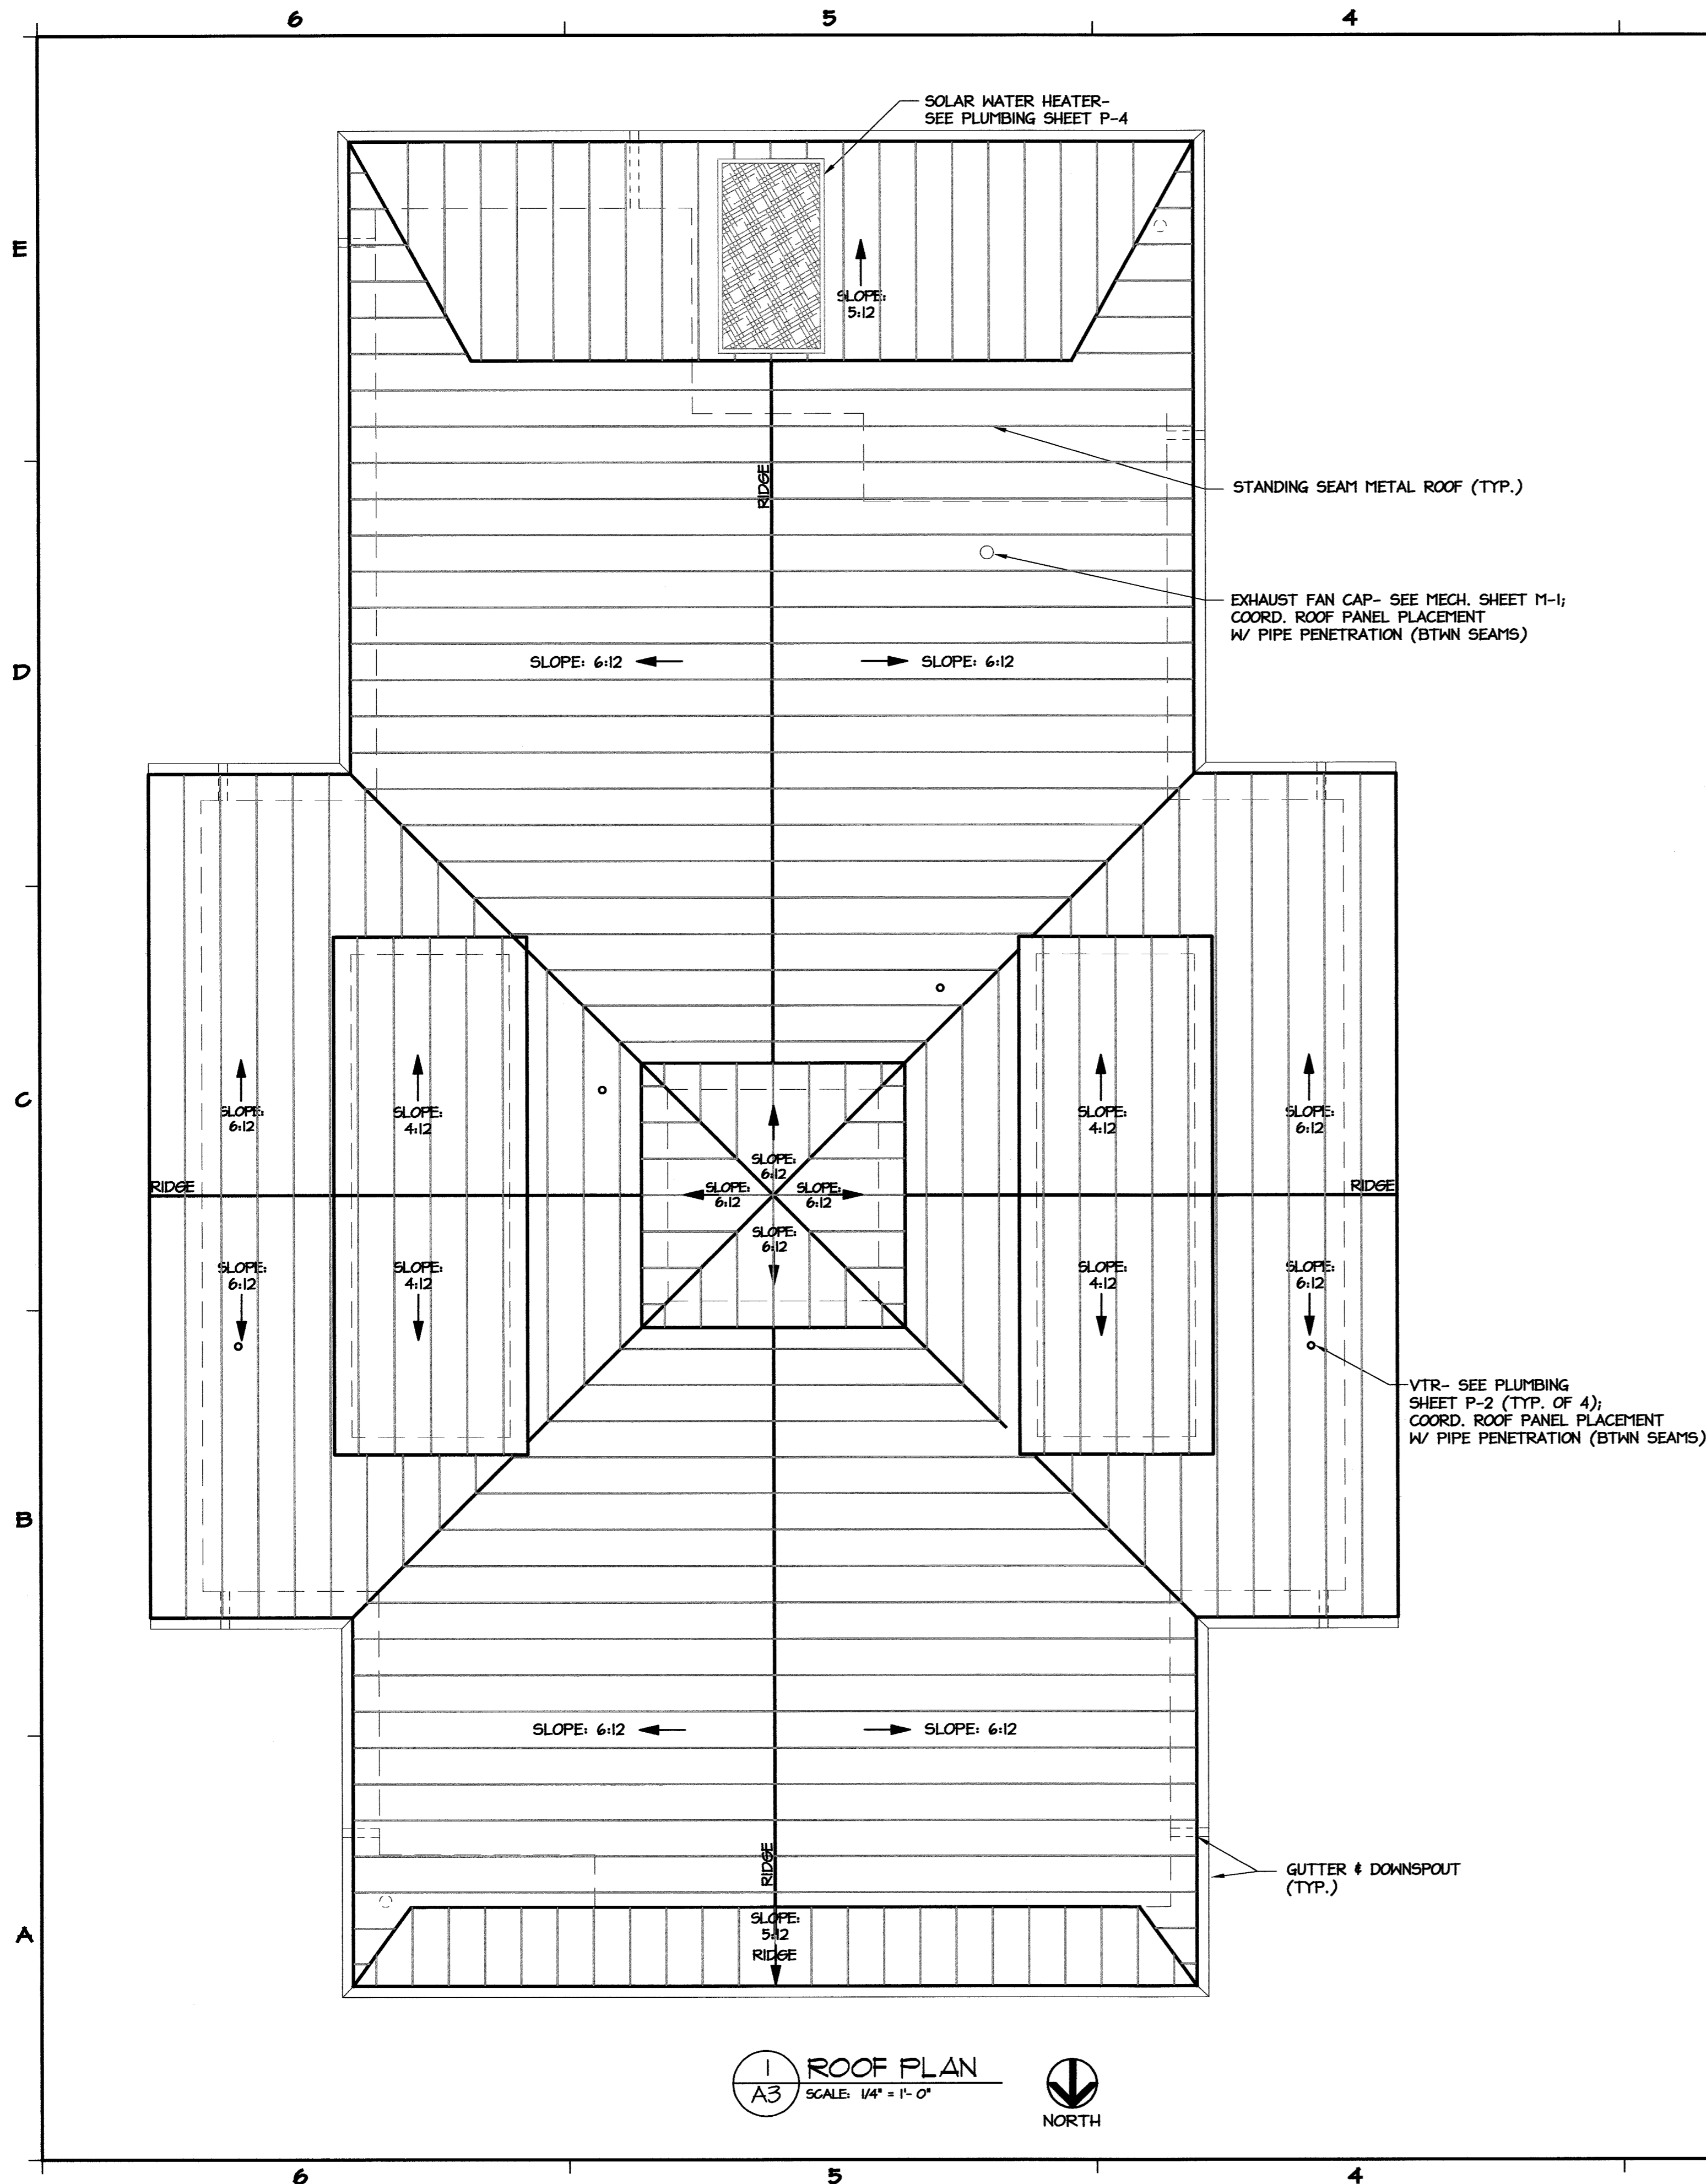 6 5 4
SOLAR WATER HEATER-
SEE PLUMBING SHEET P-4
E
SLOPE:
5:12
RIDGE
STANDING SEAM METAL ROOF (TYP.)
EXHAUST FAN CAP- SEE MECH. SHEET M-1;
COORD. ROOF PANEL PLACEMENT
W/ PIPE PENETRATION (BTWN SEAMS)
D
SLOPE: 6:12
SLOPE: 6:12
C
SLOPE:
6:12
SLOPE:
4:12
SLOPE:
4:12
SLOPE:
6:12
SLOPE:
6:12
RIDGE
SLOPE:
6:12
SLOPE:
6:12
RIDGE
SLOPE:
6:12
SLOPE:
6:12
SLOPE:
4:12
SLOPE:
4:12
SLOPE:
6:12
VTR- SEE PLUMBING
SHEET P-2 (TYP. OF 4);
COORD. ROOF PANEL PLACEMENT
W/ PIPE PENETRATION (BTWN SEAMS)
B
SLOPE: 6:12
SLOPE: 6:12
RIDGE
GUTTER & DOWNSPOUT
(TYP.)
A
SLOPE:
5:12
RIDGE
1
A3
ROOF PLAN
SCALE: 1/4" = 1'- 0"
NORTH
6 5 4